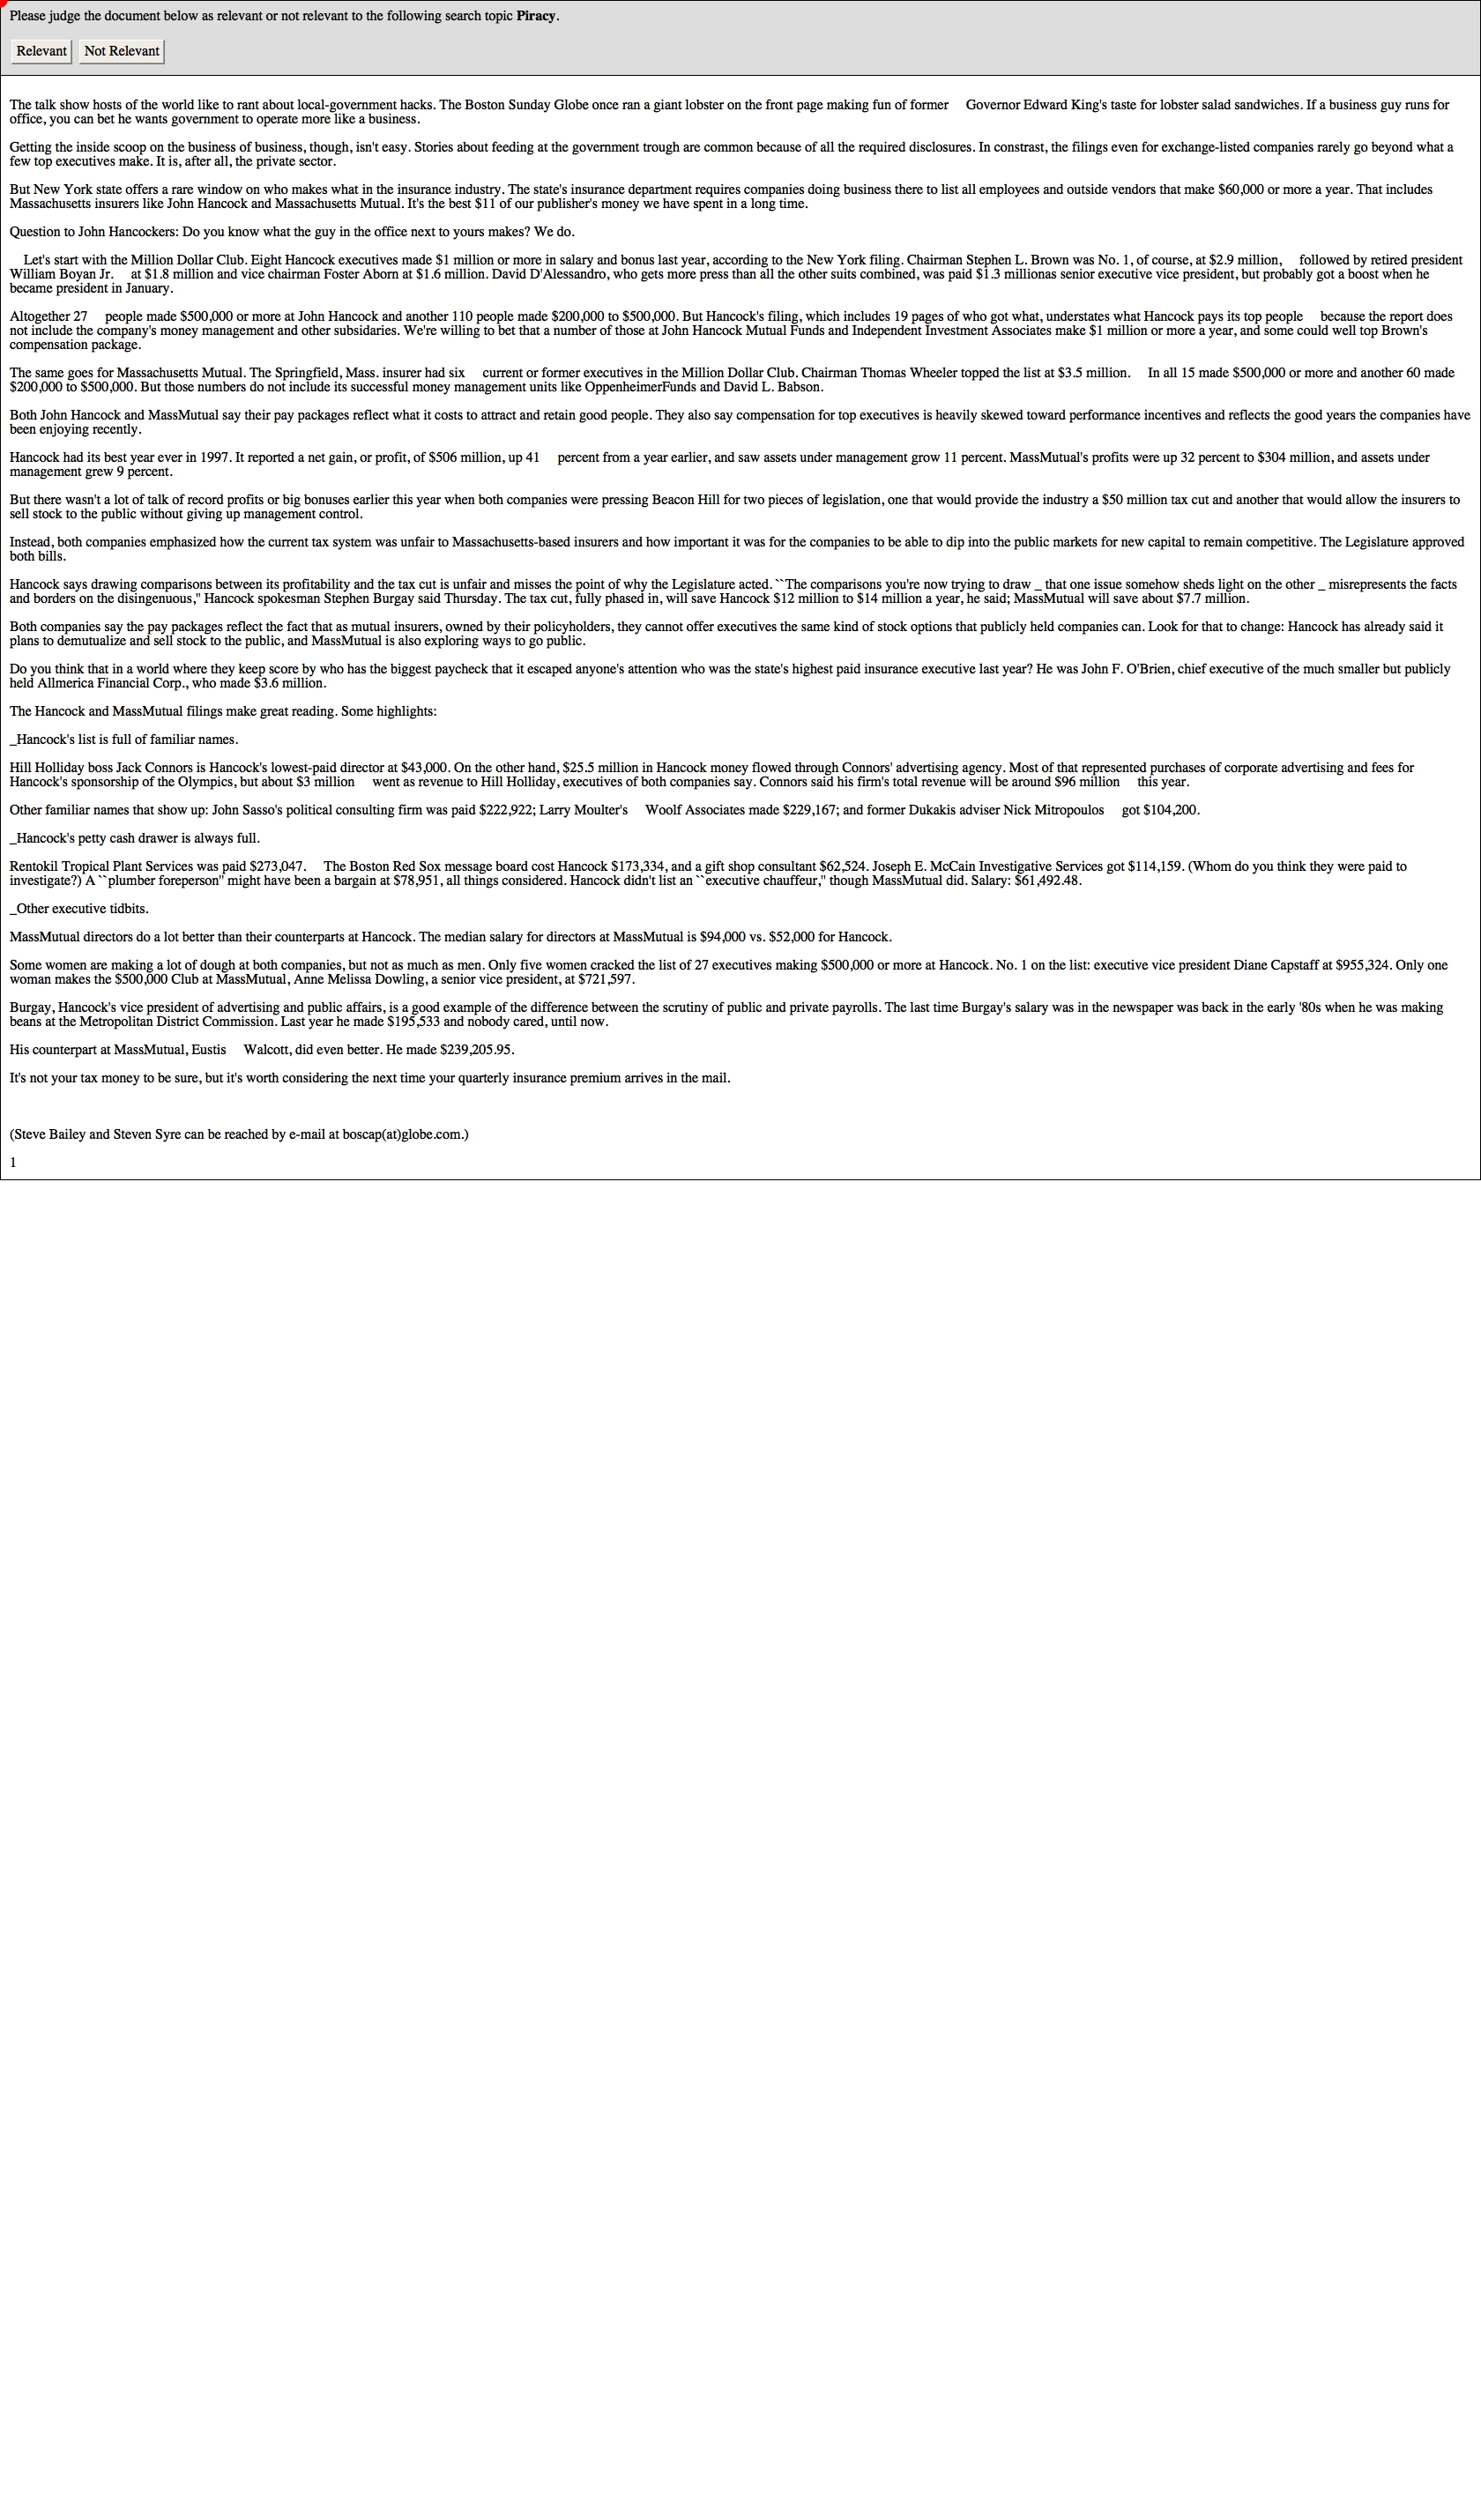 Please judge the document below as relevant or not relevant to the following search topic Piracy.
Relevant Not Relevant
The talk show hosts of the world like to rant about local-government hacks. The Boston Sunday Globe once ran a giant lobster on the front page making fun of former Governor Edward King's taste for lobster salad sandwiches. If a business guy runs for
office, you can bet he wants government to operate more like a business.
Getting the inside scoop on the business of business, though, isn't easy. Stories about feeding at the government trough are common because of all the required disclosures. In constrast, the filings even for exchange-listed companies rarely go beyond what a
few top executives make. It is, after all, the private sector.
But New York state offers a rare window on who makes what in the insurance industry. The state's insurance department requires companies doing business there to list all employees and outside vendors that make $60,000 or more a year. That includes
Massachusetts insurers like John Hancock and Massachusetts Mutual. It's the best $11 of our publisher's money we have spent in a long time.
Question to John Hancockers: Do you know what the guy in the office next to yours makes? We do.
Let's start with the Million Dollar Club. Eight Hancock executives made $1 million or more in salary and bonus last year, according to the New York filing. Chairman Stephen L. Brown was No. 1, of course, at $2.9 million, followed by retired president
William Boyan Jr. at $1.8 million and vice chairman Foster Aborn at $1.6 million. David D'Alessandro, who gets more press than all the other suits combined, was paid $1.3 millionas senior executive vice president, but probably got a boost when he
became president in January.
Altogether 27 people made $500,000 or more at John Hancock and another 110 people made $200,000 to $500,000. But Hancock's filing, which includes 19 pages of who got what, understates what Hancock pays its top people because the report does
not include the company's money management and other subsidaries. We're willing to bet that a number of those at John Hancock Mutual Funds and Independent Investment Associates make $1 million or more a year, and some could well top Brown's
compensation package.
The same goes for Massachusetts Mutual. The Springfield, Mass. insurer had six current or former executives in the Million Dollar Club. Chairman Thomas Wheeler topped the list at $3.5 million. In all 15 made $500,000 or more and another 60 made
$200,000 to $500,000. But those numbers do not include its successful money management units like OppenheimerFunds and David L. Babson.
Both John Hancock and MassMutual say their pay packages reflect what it costs to attract and retain good people. They also say compensation for top executives is heavily skewed toward performance incentives and reflects the good years the companies have
been enjoying recently.
Hancock had its best year ever in 1997. It reported a net gain, or profit, of $506 million, up 41 percent from a year earlier, and saw assets under management grow 11 percent. MassMutual's profits were up 32 percent to $304 million, and assets under
management grew 9 percent.
But there wasn't a lot of talk of record profits or big bonuses earlier this year when both companies were pressing Beacon Hill for two pieces of legislation, one that would provide the industry a $50 million tax cut and another that would allow the insurers to
sell stock to the public without giving up management control.
Instead, both companies emphasized how the current tax system was unfair to Massachusetts-based insurers and how important it was for the companies to be able to dip into the public markets for new capital to remain competitive. The Legislature approved
both bills.
Hancock says drawing comparisons between its profitability and the tax cut is unfair and misses the point of why the Legislature acted. ``The comparisons you're now trying to draw _ that one issue somehow sheds light on the other _ misrepresents the facts
and borders on the disingenuous,'' Hancock spokesman Stephen Burgay said Thursday. The tax cut, fully phased in, will save Hancock $12 million to $14 million a year, he said; MassMutual will save about $7.7 million.
Both companies say the pay packages reflect the fact that as mutual insurers, owned by their policyholders, they cannot offer executives the same kind of stock options that publicly held companies can. Look for that to change: Hancock has already said it
plans to demutualize and sell stock to the public, and MassMutual is also exploring ways to go public.
Do you think that in a world where they keep score by who has the biggest paycheck that it escaped anyone's attention who was the state's highest paid insurance executive last year? He was John F. O'Brien, chief executive of the much smaller but publicly
held Allmerica Financial Corp., who made $3.6 million.
The Hancock and MassMutual filings make great reading. Some highlights:
_Hancock's list is full of familiar names.
Hill Holliday boss Jack Connors is Hancock's lowest-paid director at $43,000. On the other hand, $25.5 million in Hancock money flowed through Connors' advertising agency. Most of that represented purchases of corporate advertising and fees for
Hancock's sponsorship of the Olympics, but about $3 million went as revenue to Hill Holliday, executives of both companies say. Connors said his firm's total revenue will be around $96 million this year.
Other familiar names that show up: John Sasso's political consulting firm was paid $222,922; Larry Moulter's Woolf Associates made $229,167; and former Dukakis adviser Nick Mitropoulos got $104,200.
_Hancock's petty cash drawer is always full.
Rentokil Tropical Plant Services was paid $273,047. The Boston Red Sox message board cost Hancock $173,334, and a gift shop consultant $62,524. Joseph E. McCain Investigative Services got $114,159. (Whom do you think they were paid to
investigate?) A ``plumber foreperson'' might have been a bargain at $78,951, all things considered. Hancock didn't list an ``executive chauffeur,'' though MassMutual did. Salary: $61,492.48.
_Other executive tidbits.
MassMutual directors do a lot better than their counterparts at Hancock. The median salary for directors at MassMutual is $94,000 vs. $52,000 for Hancock.
Some women are making a lot of dough at both companies, but not as much as men. Only five women cracked the list of 27 executives making $500,000 or more at Hancock. No. 1 on the list: executive vice president Diane Capstaff at $955,324. Only one
woman makes the $500,000 Club at MassMutual, Anne Melissa Dowling, a senior vice president, at $721,597.
Burgay, Hancock's vice president of advertising and public affairs, is a good example of the difference between the scrutiny of public and private payrolls. The last time Burgay's salary was in the newspaper was back in the early '80s when he was making
beans at the Metropolitan District Commission. Last year he made $195,533 and nobody cared, until now.
His counterpart at MassMutual, Eustis Walcott, did even better. He made $239,205.95.
It's not your tax money to be sure, but it's worth considering the next time your quarterly insurance premium arrives in the mail.
(Steve Bailey and Steven Syre can be reached by e-mail at boscap(at)globe.com.)
1